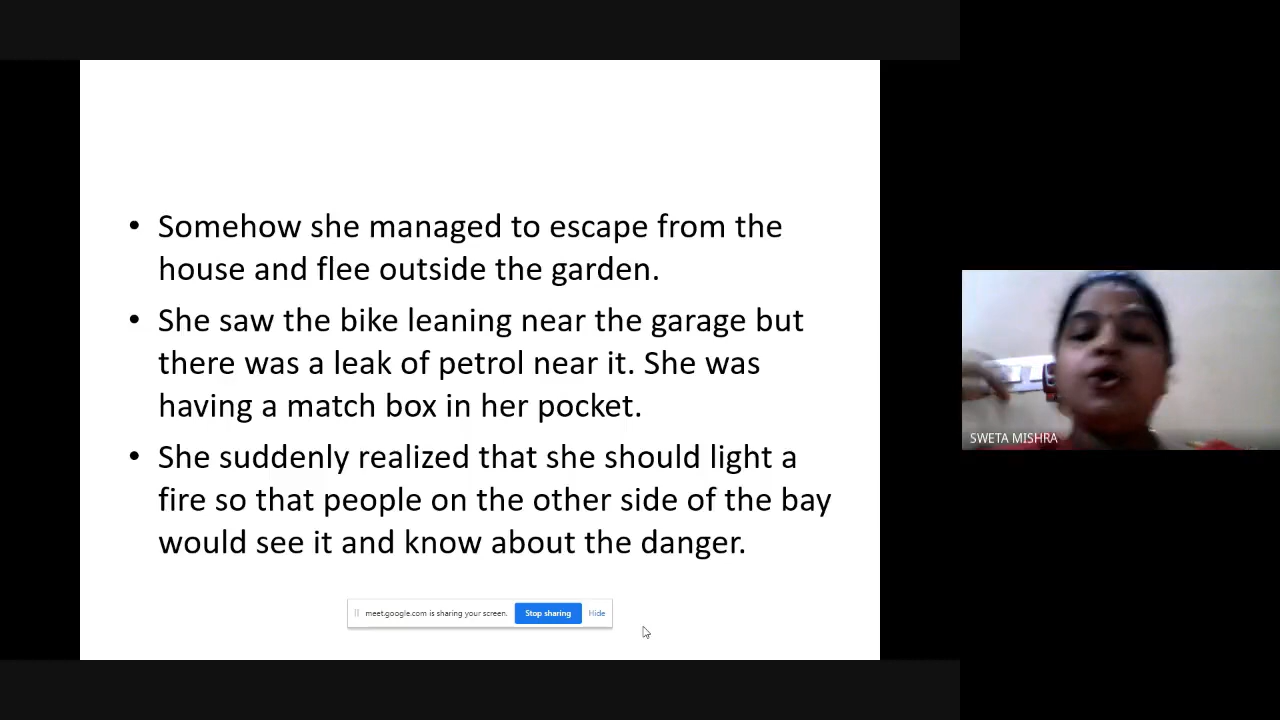 • Somehow she managed to escape from the
house and flee outside the garden.
• She saw the bike leaning near the garage but
there was a leak of petrol near it. She was
having a match box in her pocket.
• She suddenly realized that she should light a
fire so that people on the other side of the bay
would see it and know about the danger.
meet.google.com is sharing your screen. Stop sharing Hide
SWETA MISHRA